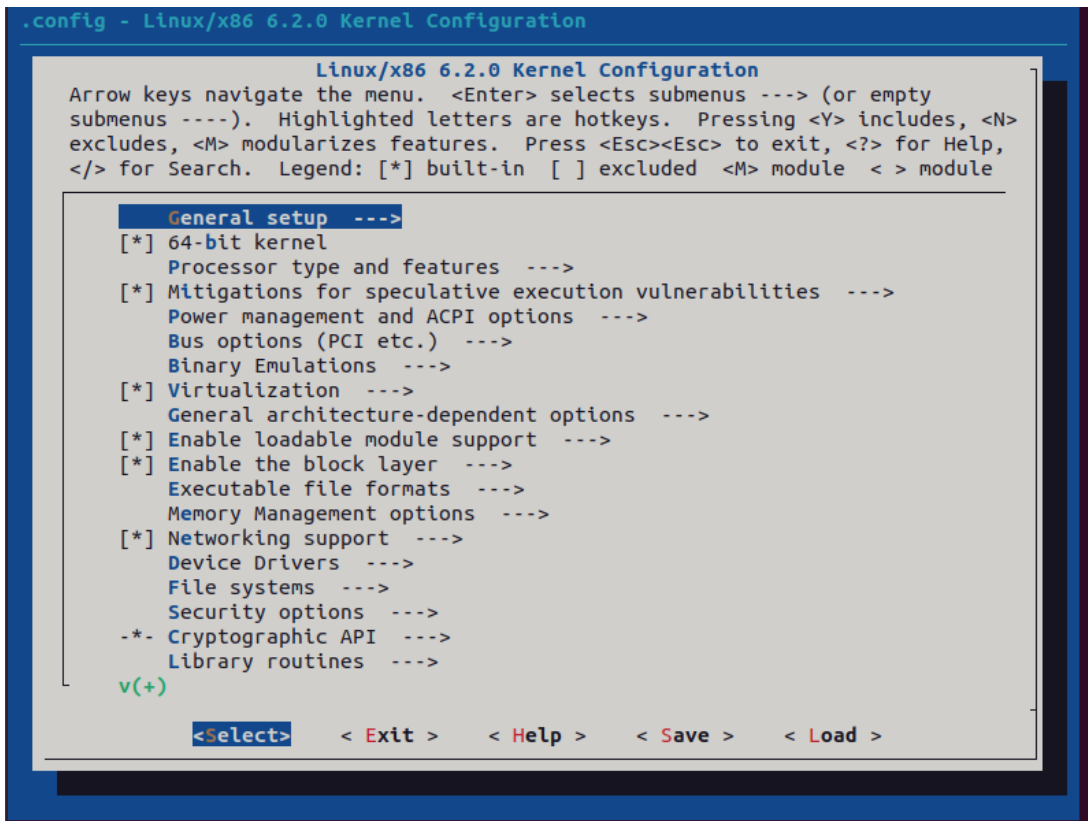 .config - Linux/x86 6.2.0 Kernel Configuration
Linux/x86 6.2.0 Kernel Configuration
Arrow keys navigate the menu.  <Enter> selects submenus ---> (or empty
submenus ----).  Highlighted letters are hotkeys.  Pressing <Y> includes, <N>
excludes, <M> modularizes features.  Press <Esc><Esc> to exit, <?> for Help,
</> for Search.  Legend: [*] built-in  [ ] excluded  <M> module  < > module
General setup  --->
[*] 64-bit kernel
Processor type and features  --->
[*] Mitigations for speculative execution vulnerabilities  --->
Power management and ACPI options  --->
Bus options (PCI etc.)  --->
Binary Emulations  --->
[*] Virtualization  --->
General architecture-dependent options  --->
[*] Enable loadable module support  --->
[*] Enable the block layer  --->
Executable file formats  --->
Memory Management options  --->
[*] Networking support  --->
Device Drivers  --->
File systems  --->
Security options  --->
-*- Cryptographic API  --->
Library routines  --->
v(+)
<Select>    < Exit >    < Help >    < Save >    < Load >